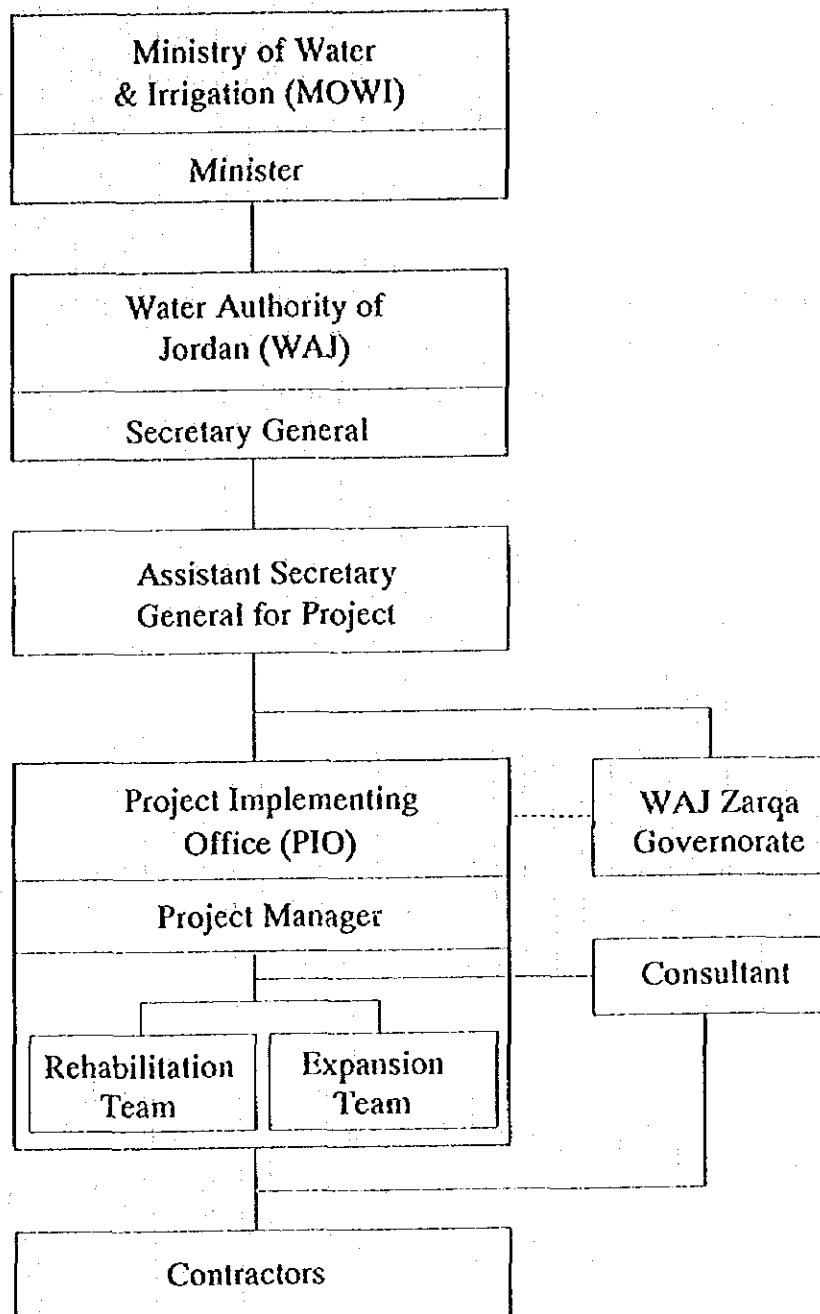 Ministry of Water
& Irrigation (MOWI)
Minister
Water Authority of
Jordan (WAJ)
Secretary General
Assistant Secretary
General for Project
Project Implementing
Office (PIO)
WAJ Zarqa
Governorate
Project Manager
Consultant
Rehabilitation
Team
Expansion
Team
Contractors